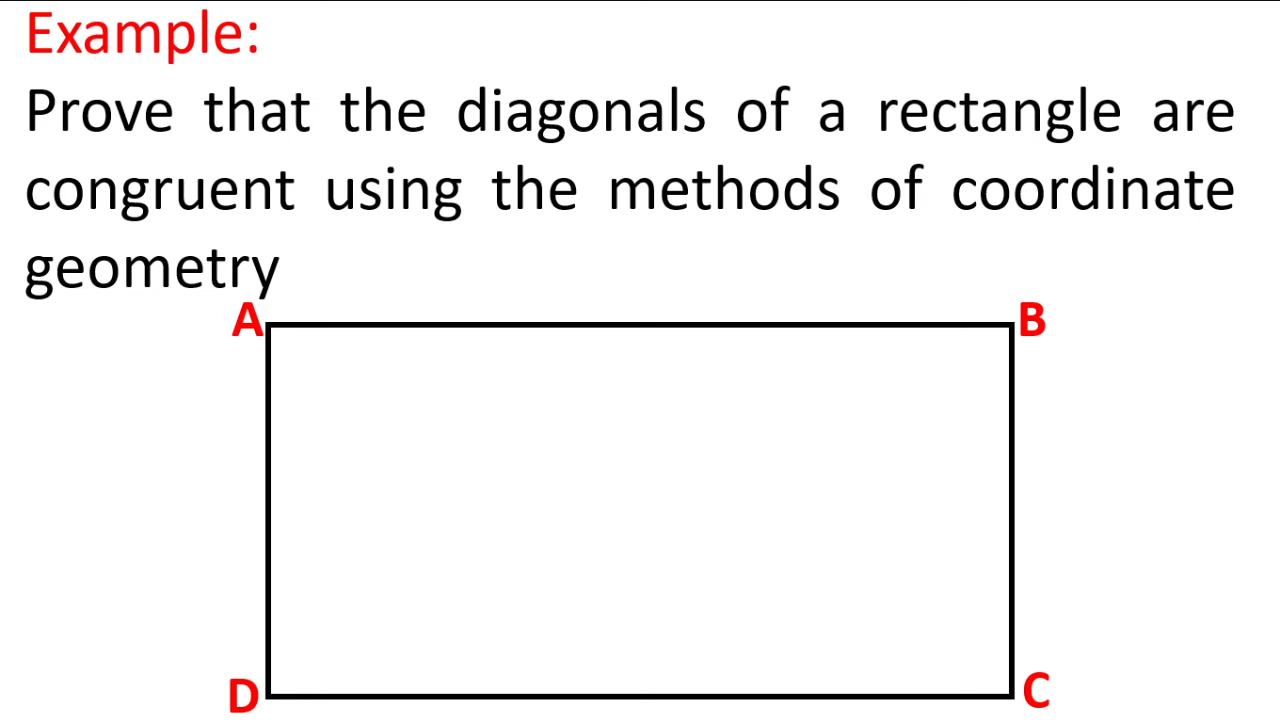 Example:
Prove that the diagonals of a rectangle are
congruent using the methods of coordinate
geometry
A B
D C